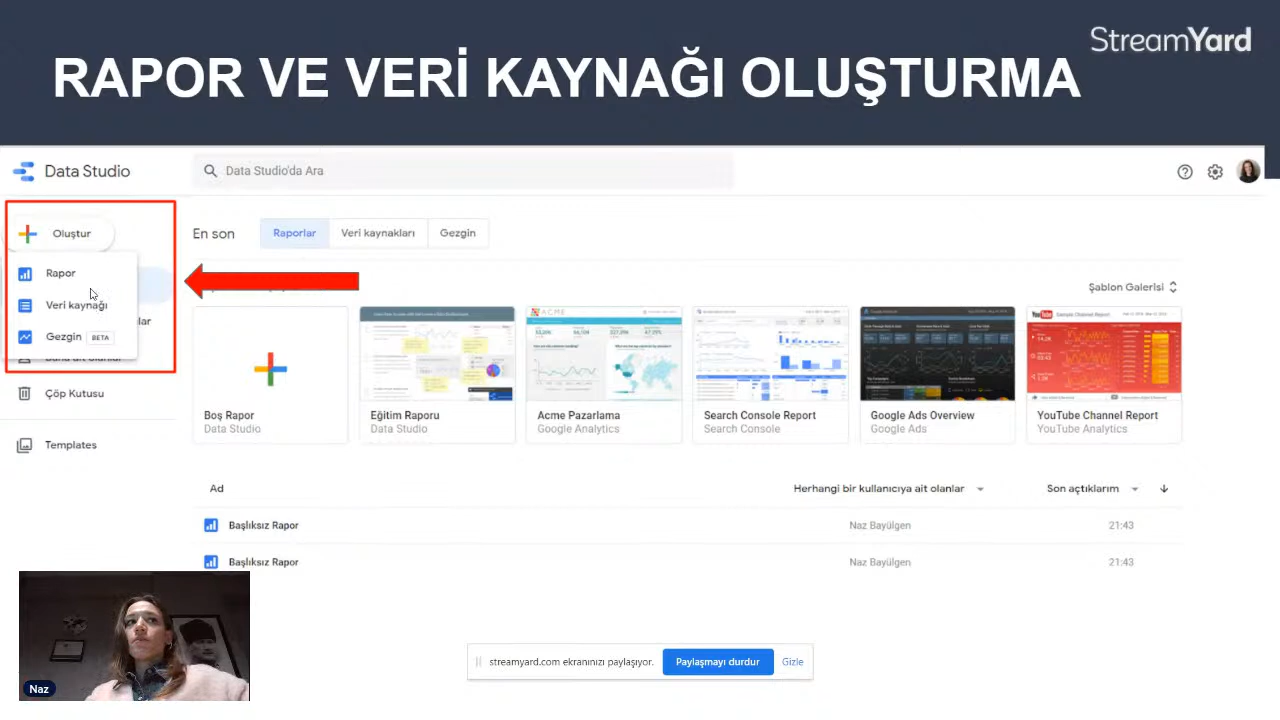 StreamYard
RAPOR VE VERİ KAYNAĞI OLUŞTURMA
Data Studio
Data Studio'da Ara
Oluştur
Rapor
Veri kaynağı
Gezgin BETA
Çöp Kutusu
Templates
En son
Raporlar
Veri kaynakları
Gezgin
Şablon Galerisi
Boş Rapor
Data Studio
Eğitim Raporu
Data Studio
ACME
Acme Pazarlama
Google Analytics
Search Console Report
Search Console
Google Ads Overview
Google Ads
YouTube Channel Report
YouTube Channel Report
YouTube Analytics
Ad
Herhangi bir kullanıcıya ait olanlar
Son açtıklarım
Başlıksız Rapor
Naz Bayülgen
21:43
Başlıksız Rapor
Naz Bayülgen
21:43
Naz
streamyard.com ekranınızı paylaşıyor.
Paylaşmayı durdur
Gizle